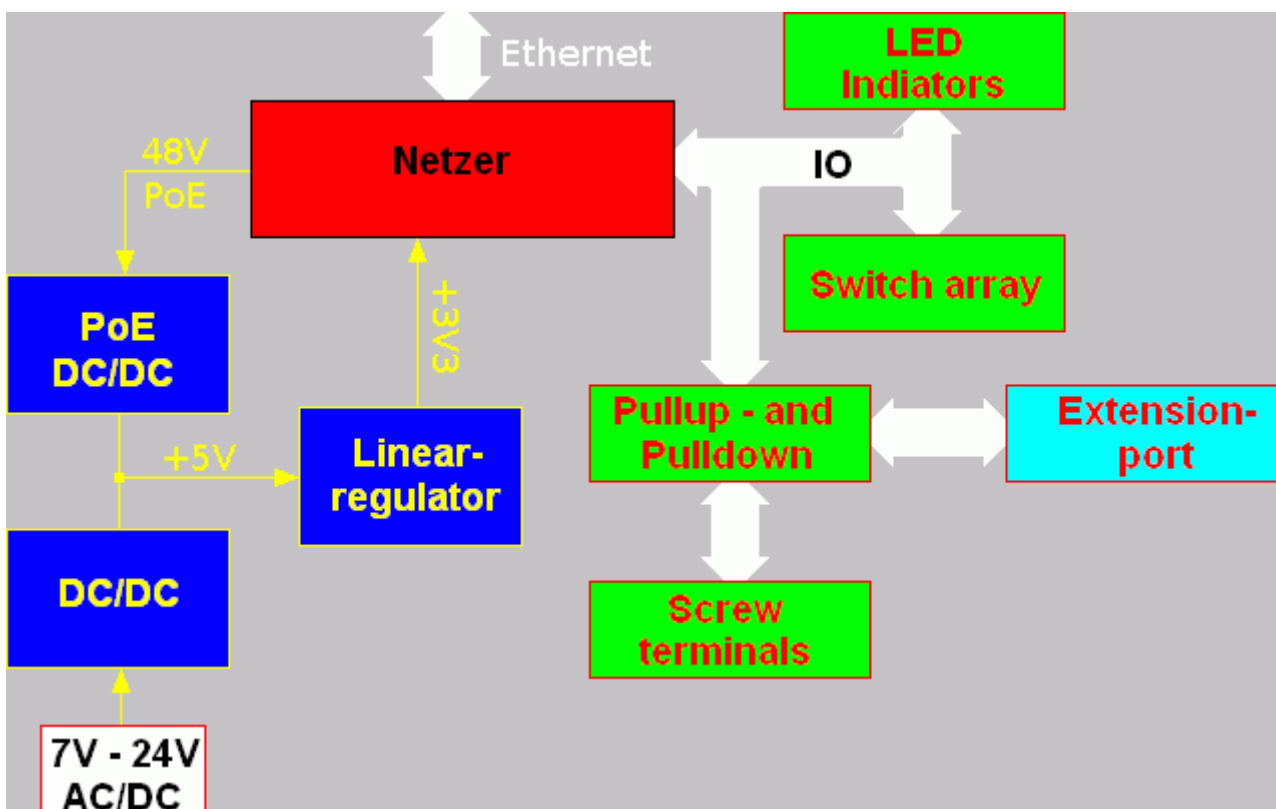 Ethernet
LED
Indiators
48V
PoE
Netzer
IO
Switch array
+3V3
PoE
DC/DC
Pullup - and
Pulldown
Extension-
port
+5V
Linear-
regulator
DC/DC
Screw
terminals
7V - 24V
AC/DC